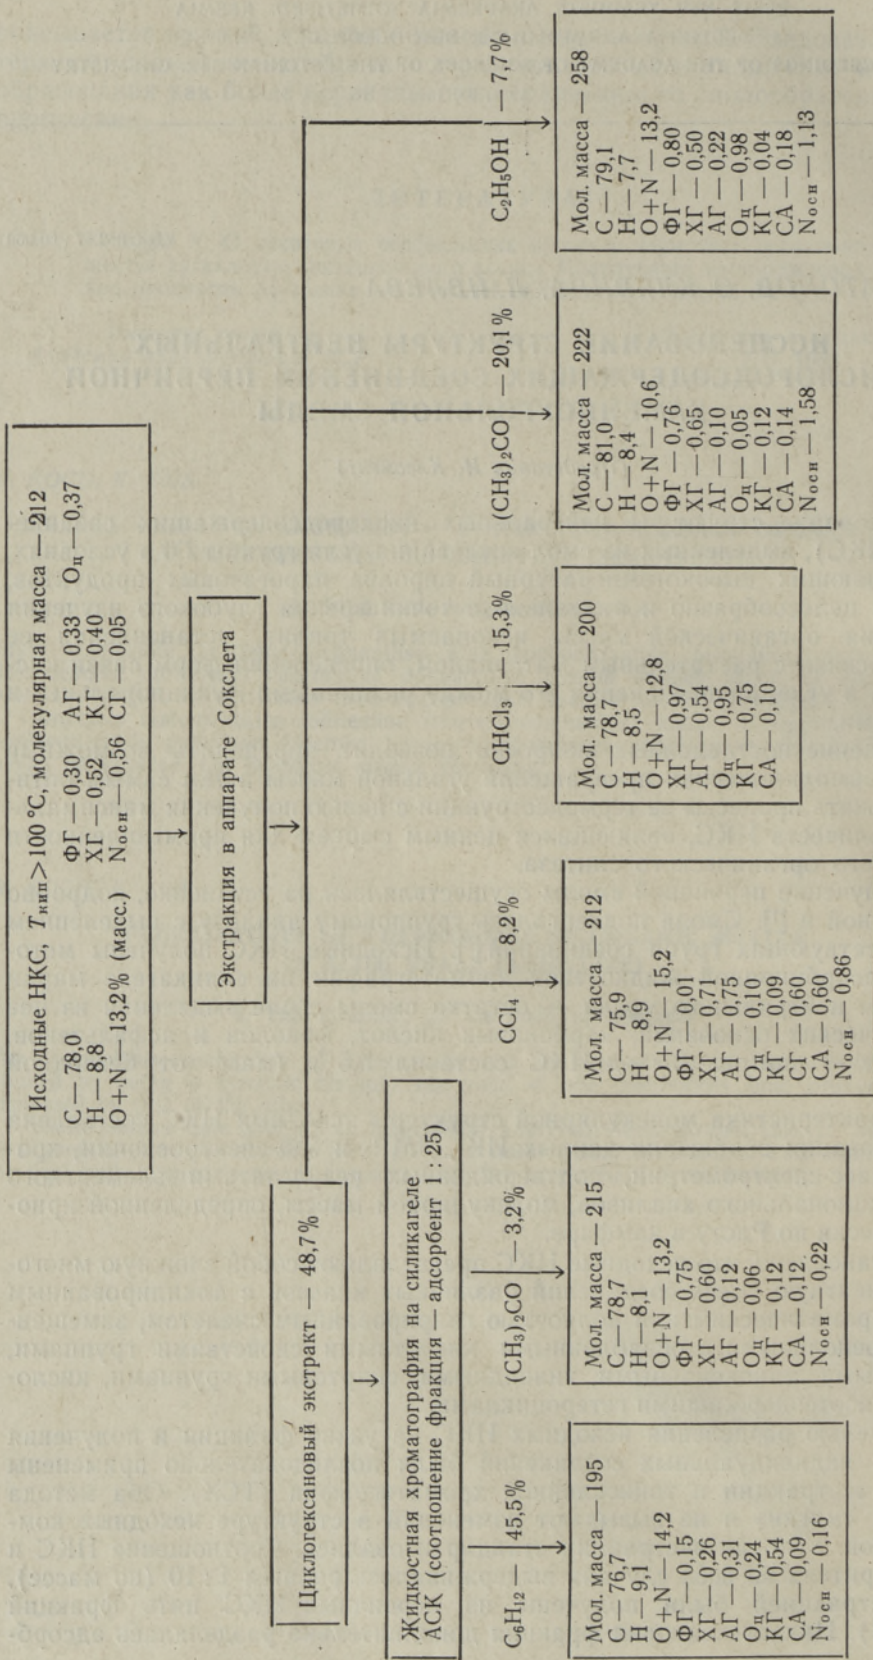 Исходные НКС, Tкип > 100 °C, молекулярная масса — 212
C — 78,0 ФГ — 0,30 АГ — 0,33 Oц — 0,37
H — 8,8 ХГ — 0,52 КГ — 0,40
O+N — 13,2% (масс.) Nосн — 0,56 СГ — 0,05
Экстракция в аппарате Сокслета
Циклогексановый экстракт — 48,7%
Жидкостная хроматография на силикагеле
АСК (соотношение фракция — адсорбент 1 : 25)
C6H12 — 45,5%
Мол. масса — 195
C — 76,7
H — 9,1
O+N — 14,2
ФГ — 0,15
ХГ — 0,26
АГ — 0,31
Oц — 0,24
КГ — 0,54
СА — 0,09
Nосн — 0,16
(CH3)2CO — 3,2%
Мол. масса — 215
C — 78,7
H — 8,1
O+N — 13,2
ФГ — 0,75
ХГ — 0,60
АГ — 0,12
Oц — 0,06
КГ — 0,12
СА — 0,12
Nосн — 0,22
CCl4 — 8,2%
Мол. масса — 212
C — 75,9
H — 8,9
O+N — 15,2
ФГ — 0,01
ХГ — 0,71
АГ — 0,75
Oц — 0,10
КГ — 0,09
СГ — 0,60
СА — 0,60
Nосн — 0,86
CHCl3 — 15,3%
Мол. масса — 200
C — 78,7
H — 8,5
O+N — 12,8
ХГ — 0,97
АГ — 0,54
Oц — 0,95
КГ — 0,75
СА — 0,10
(CH3)2CO — 20,1%
Мол. масса — 222
C — 81,0
H — 8,4
O+N — 10,6
ФГ — 0,76
ХГ — 0,65
АГ — 0,10
Oц — 0,05
КГ — 0,12
СА — 0,14
Nосн — 1,58
C2H5OH — 7,7%
Мол. масса — 258
C — 79,1
H — 7,7
O+N — 13,2
ФГ — 0,80
ХГ — 0,50
АГ — 0,22
Oц — 0,98
КГ — 0,04
СА — 0,18
Nосн — 1,13